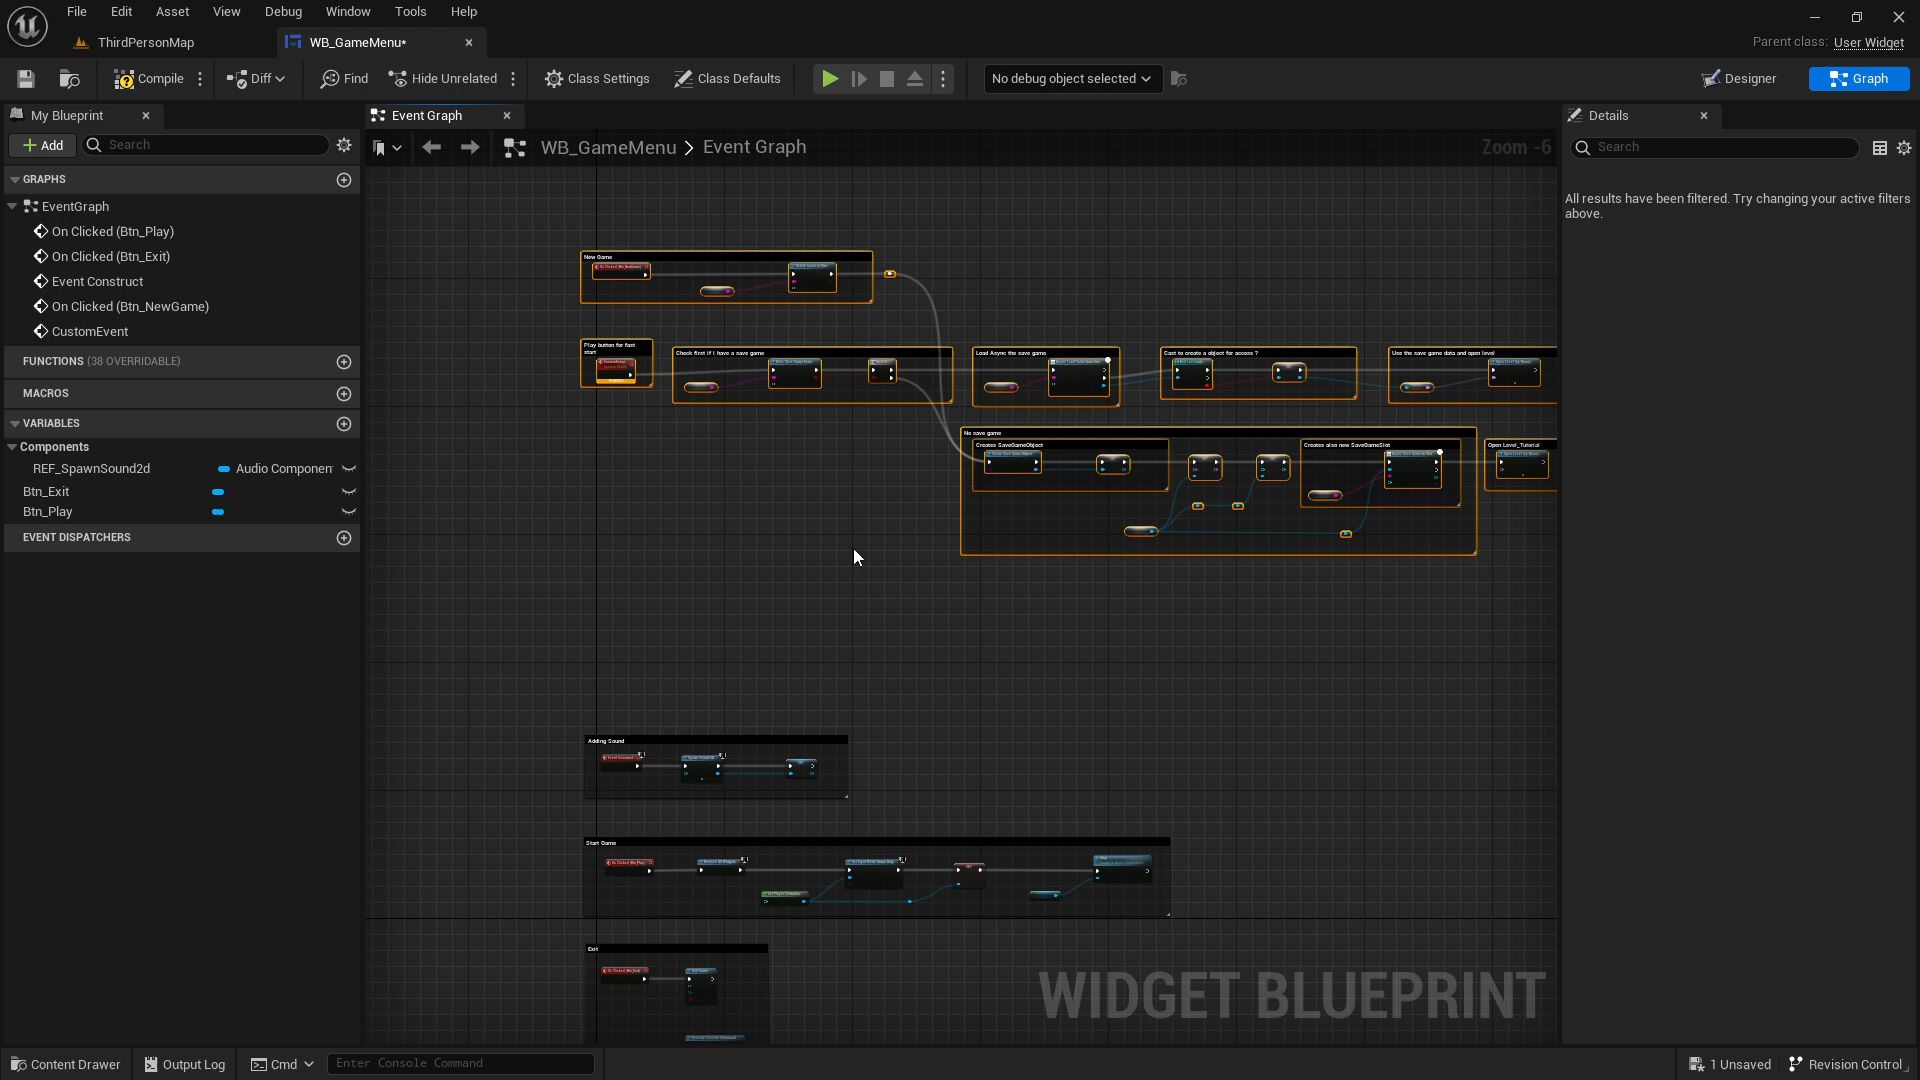 File Edit Asset View Debug Window Tools Help
ThirdPersonMap
WB_GameMenu*
Parent class: User Widget
Compile
Diff
Find
Hide Unrelated
Class Settings
Class Defaults
No debug object selected
Designer
Graph
My Blueprint
Add
Search
GRAPHS
EventGraph
On Clicked (Btn_Play)
On Clicked (Btn_Exit)
Event Construct
On Clicked (Btn_NewGame)
CustomEvent
FUNCTIONS (38 OVERRIDABLE)
MACROS
VARIABLES
Components
REF_SpawnSound2d Audio Componen
Btn_Exit
Btn_Play
EVENT DISPATCHERS
Event Graph
WB_GameMenu > Event Graph
Zoom -6
New Game
Play button for fast
start
Check first if I have a save game
Load Async the save game
Cast to create a object for access ?
Use the save game data and open level
No save game
Creates SaveGameObject
Creates also new SaveGameSlot
Open Level_Tutorial
Adding Sound
Start Game
Exit
WIDGET BLUEPRINT
Details
Search
All results have been filtered. Try changing your active filters
above.
Content Drawer
Output Log
Cmd
Enter Console Command
1 Unsaved
Revision Control